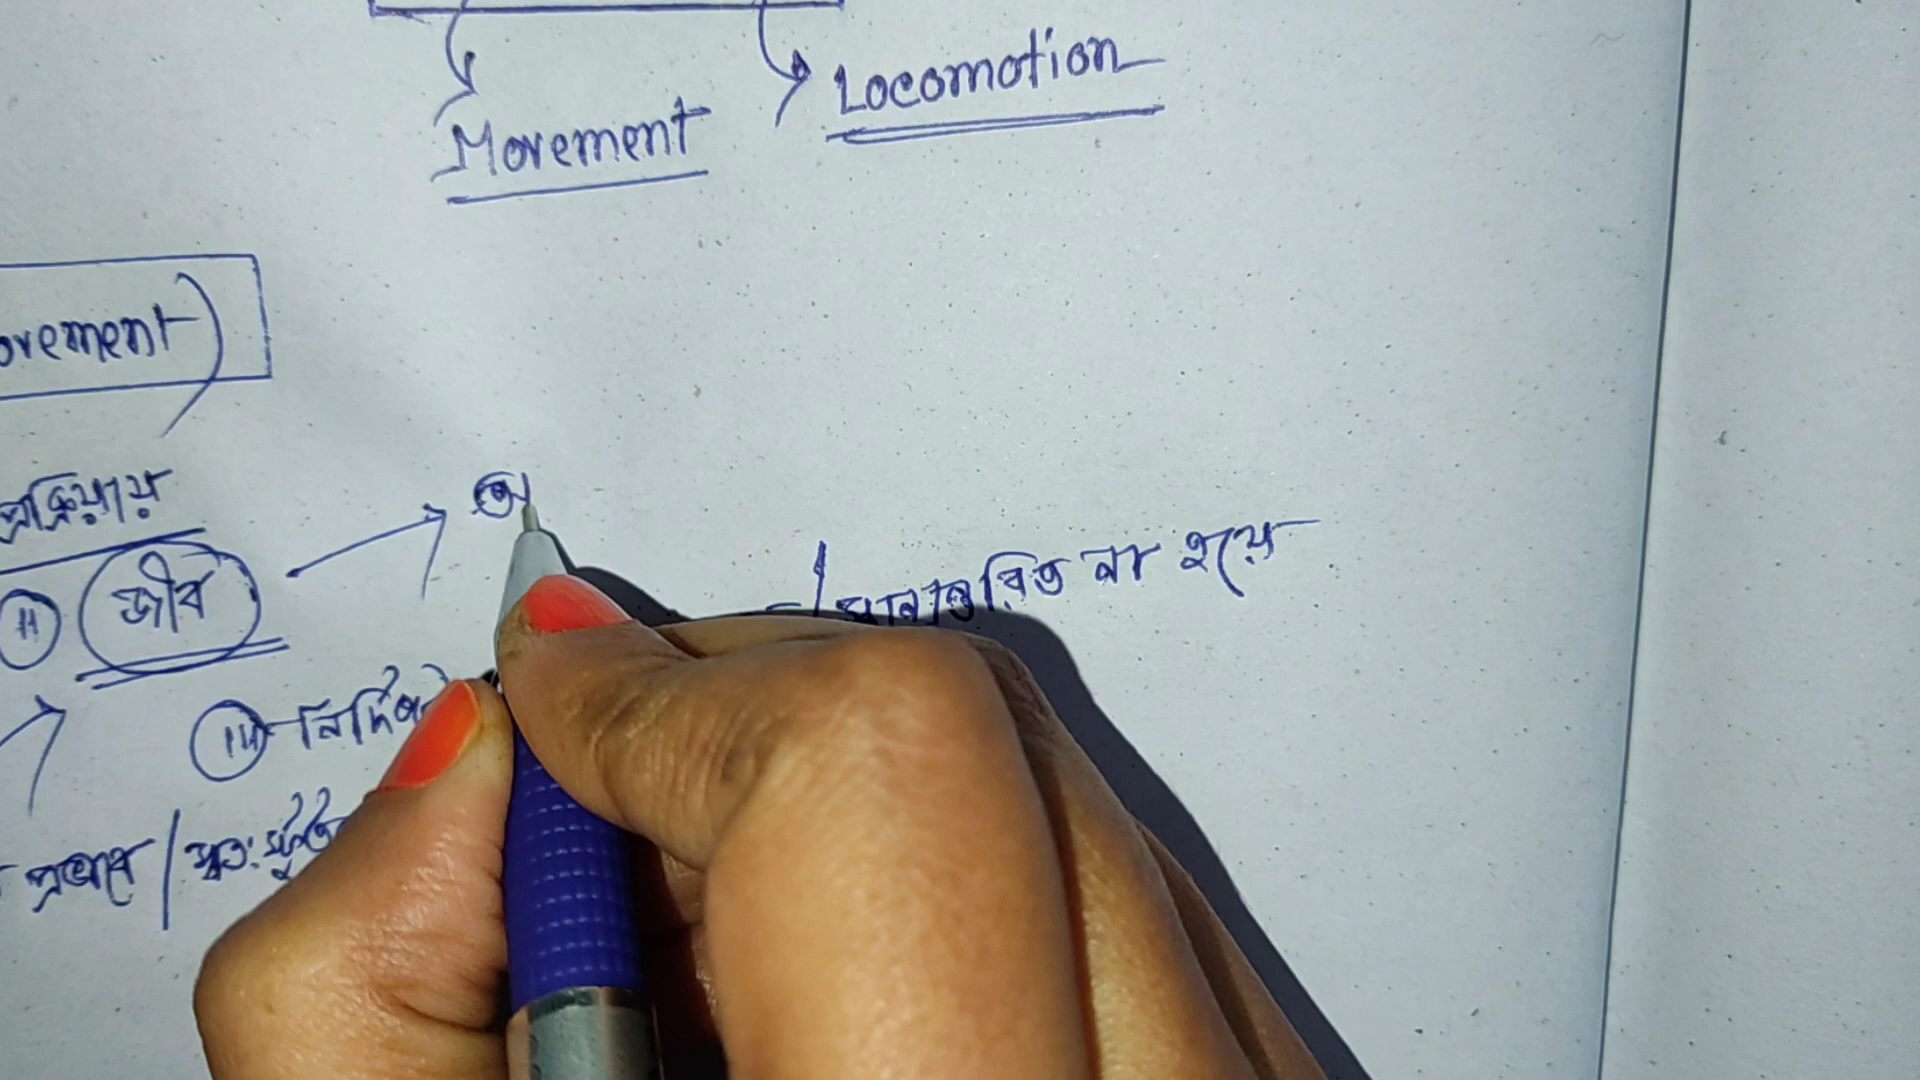 Locomotion
Movement
ovement)
প্রক্রিয়ায়
অ
স্থানান্তরিত না হয়ে
ii জীব
iii নির্দিষ্ট
প্রভাবে / স্বতঃস্ফূর্ত